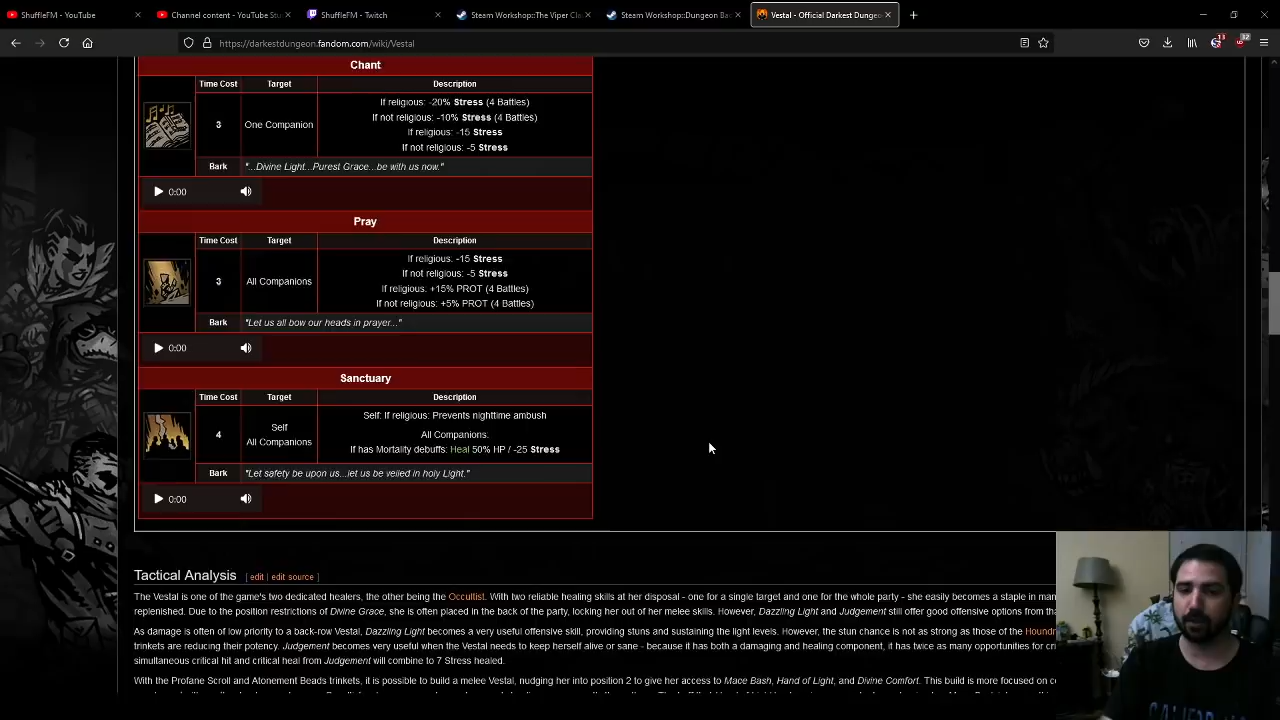 ShuffleFM - YouTube
Channel content - YouTube Stu
ShuffleFM - Twitch
Steam Workshop::The Viper Cla
Steam Workshop::Dungeon Bac
Vestal - Official Darkest Dungeo
https://darkestdungeon.fandom.com/wiki/Vestal
Chant
Time Cost Target Description
3 One Companion
If religious: -20% Stress (4 Battles)
If not religious: -10% Stress (4 Battles)
If religious: -15 Stress
If not religious: -5 Stress
Bark "...Divine Light...Purest Grace...be with us now."
0:00
Pray
Time Cost Target Description
3 All Companions
If religious: -15 Stress
If not religious: -5 Stress
If religious: +15% PROT (4 Battles)
If not religious: +5% PROT (4 Battles)
Bark "Let us all bow our heads in prayer..."
0:00
Sanctuary
Time Cost Target Description
4 Self
All Companions
Self: If religious: Prevents nighttime ambush
All Companions:
If has Mortality debuffs: Heal 50% HP / -25 Stress
Bark "Let safety be upon us...let us be veiled in holy Light."
0:00
Tactical Analysis [ edit | edit source ]
The Vestal is one of the game's two dedicated healers, the other being the Occultist. With two reliable healing skills at her disposal - one for a single target and one for the whole party - she easily becomes a staple in man
replenished. Due to the position restrictions of Divine Grace, she is often placed in the back of the party, locking her out of her melee skills. However, Dazzling Light and Judgement still offer good offensive options from tha
As damage is often of low priority to a back-row Vestal, Dazzling Light becomes a very useful offensive skill, providing stuns and sustaining the light levels. However, the stun chance is not as strong as those of the Houndn
trinkets are reducing their potency. Judgement becomes very useful when the Vestal needs to keep herself alive or sane - because it has both a damaging and healing component, it has twice as many opportunities for cri
simultaneous critical hit and critical heal from Judgement will combine to 7 Stress healed.
With the Profane Scroll and Atonement Beads trinkets, it is possible to build a melee Vestal, nudging her into position 2 to give her access to Mace Bash, Hand of Light, and Divine Comfort. This build is more focused on co